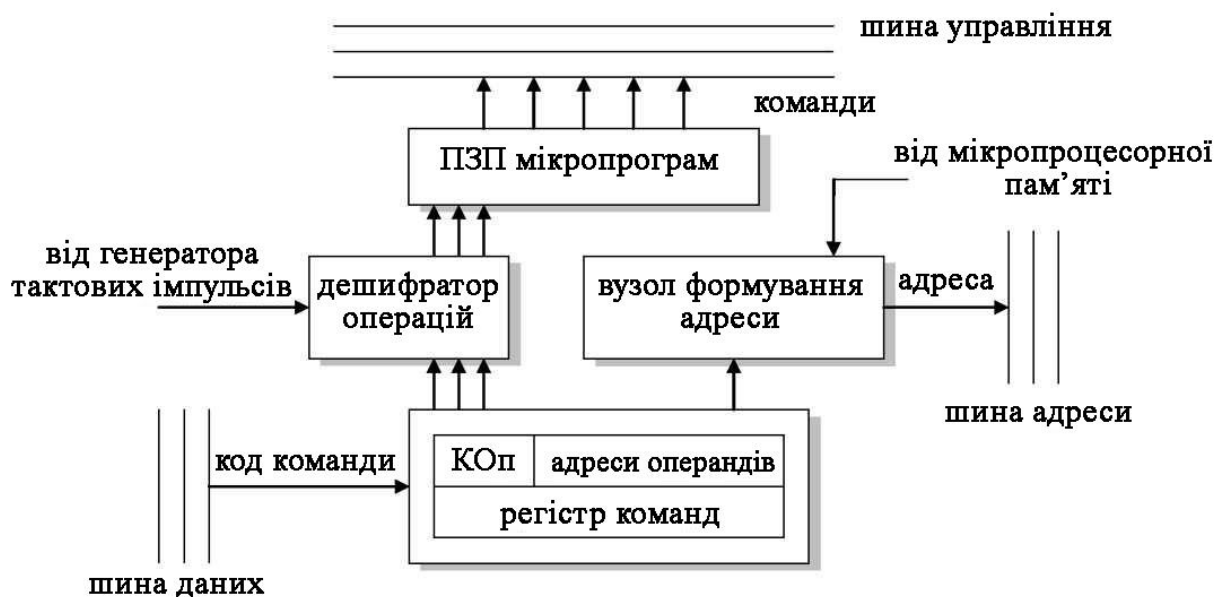 шина управління
команди
ПЗП мікропрограм
від мікропроцесорної
пам’яті
від генератора
тактових імпульсів
дешифратор
операцій
вузол формування
адреси
адреса
шина адреси
код команди
КОп
адреси операндів
регістр команд
шина даних